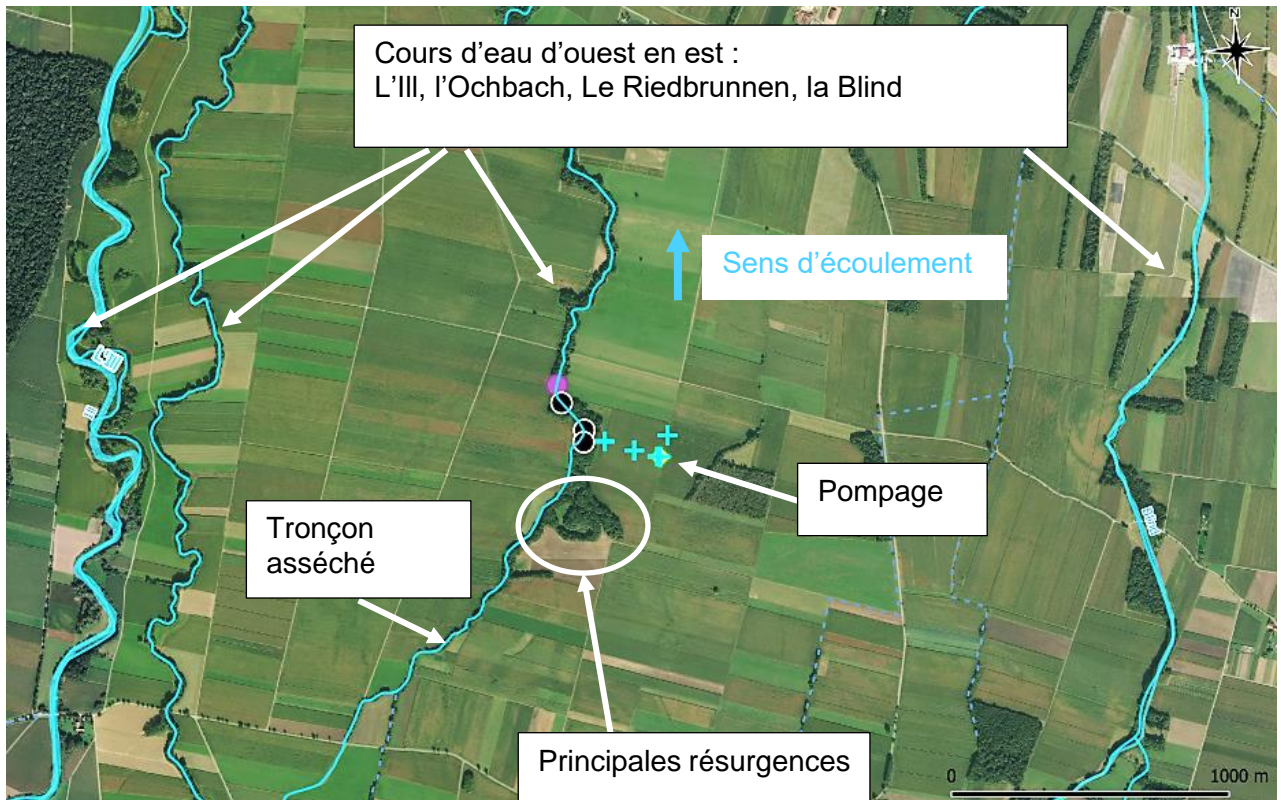 Cours d'eau d'ouest en est :
L'Ill, l'Ochbach, Le Riedbrunnen, la Blind
N
Sens d'écoulement
Pompage
Tronçon
asséché
Blind
Principales résurgences
0
1000 m